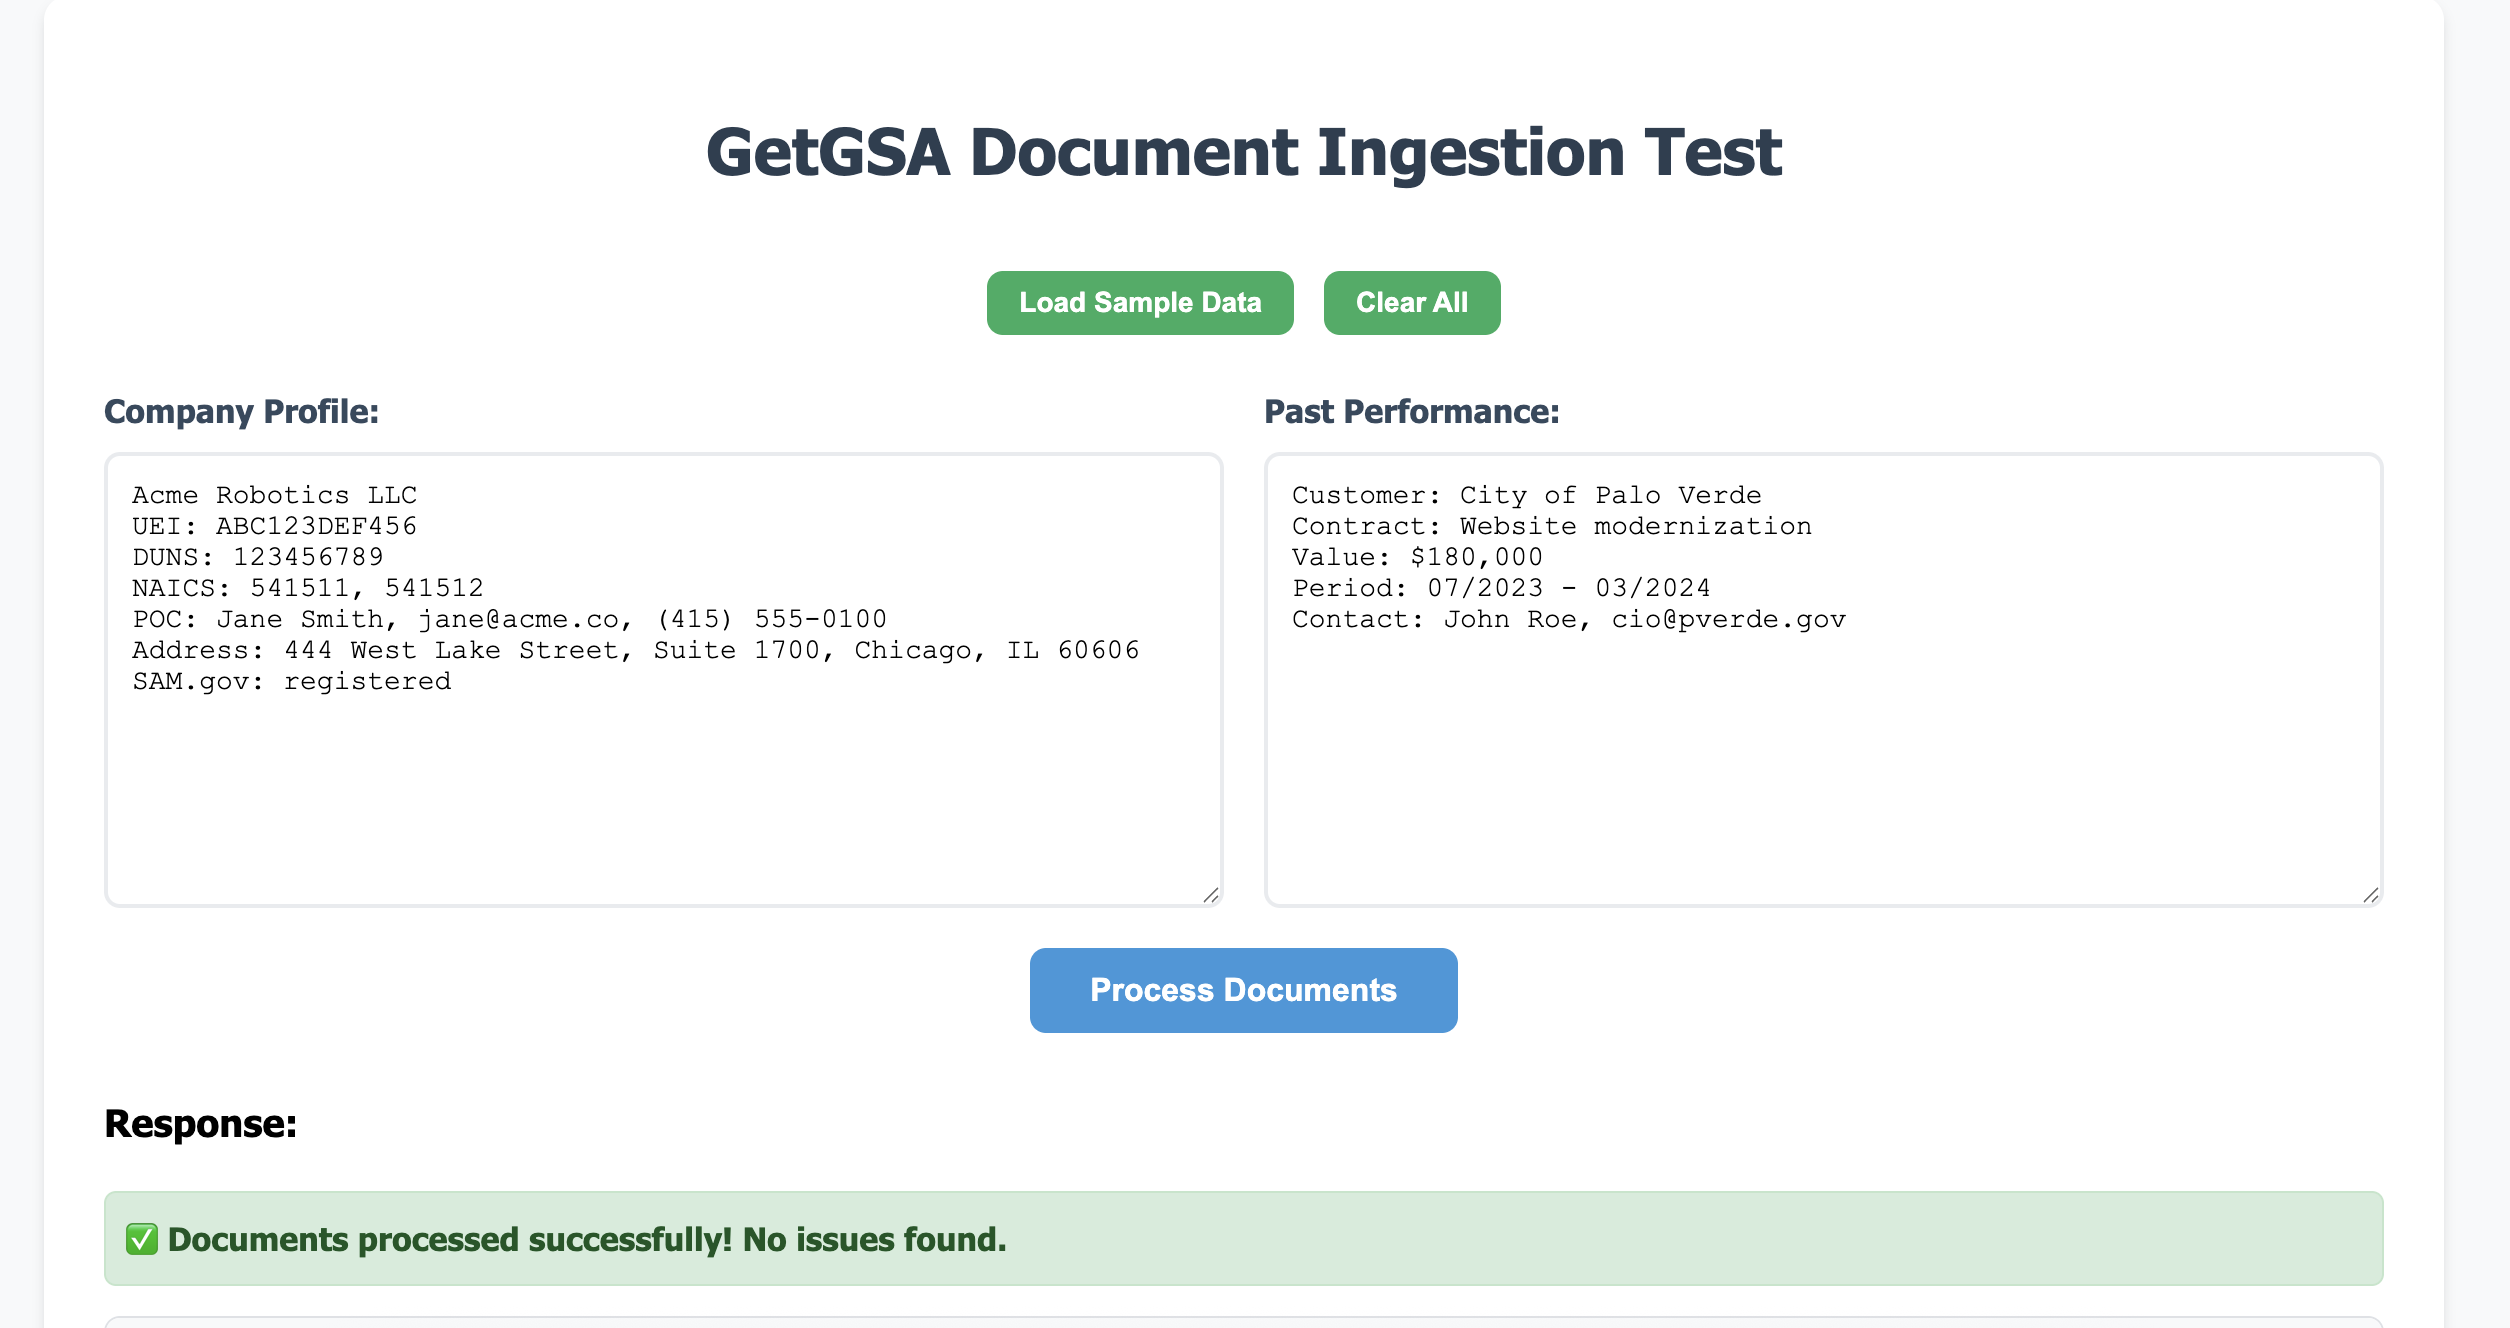 GetGSA Document Ingestion Test
Load Sample Data
Clear All
Company Profile:
Acme Robotics LLC
UEI: ABC123DEF456
DUNS: 123456789
NAICS: 541511, 541512
POC: Jane Smith, jane@acme.co, (415) 555-0100
Address: 444 West Lake Street, Suite 1700, Chicago, IL 60606
SAM.gov: registered
Past Performance:
Customer: City of Palo Verde
Contract: Website modernization
Value: $180,000
Period: 07/2023 - 03/2024
Contact: John Roe, cio@pverde.gov
Process Documents
Response:
✅ Documents processed successfully! No issues found.